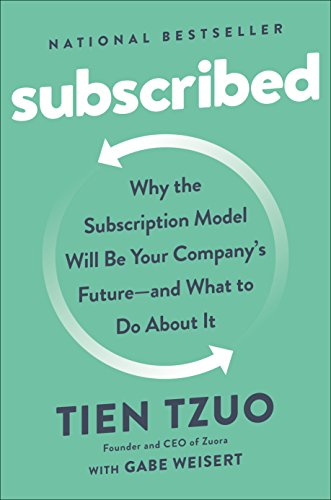 NATIONAL BESTSELLER
subscribed
Why the
Subscription Model
Will Be Your Company's
Future—and What to
Do About It
TIEN TZUO
Founder and CEO of Zuora
WITH GABE WEISERT